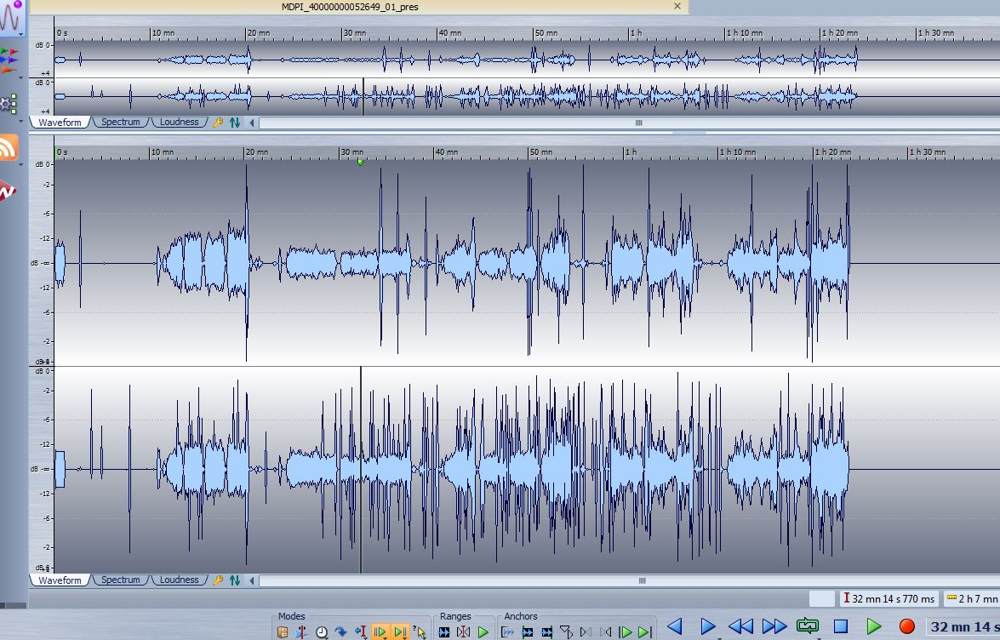 MDPI_40000000052649_01_pres
0 s 10 mn 20 mn 30 mn 40 mn 50 mn 1 h 1 h 10 mn 1 h 20 mn 1 h 30 mn
dB 0
+4
dB 0
+4
Waveform Spectrum Loudness
0 s 10 mn 20 mn 30 mn 40 mn 50 mn 1 h 1 h 10 mn 1 h 20 mn 1 h 30 mn
dB 0
-2
-6
-12
dB -∞
-12
-6
-2
dB 0
-2
-6
-12
dB -∞
-12
-6
-2
Waveform Spectrum Loudness
32 mn 14 s 770 ms 2 h 7 mn
Modes Ranges Anchors
32 mn 14 s